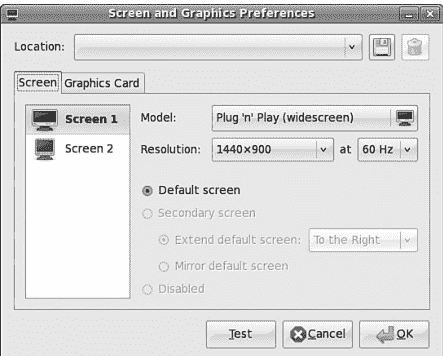 Screen and Graphics Preferences
Location:
Screen Graphics Card
Screen 1
Screen 2
Model: Plug 'n' Play (widescreen)
Resolution: 1440×900 at 60 Hz
Default screen
Secondary screen
Extend default screen: To the Right
Mirror default screen
Disabled
Test Cancel OK